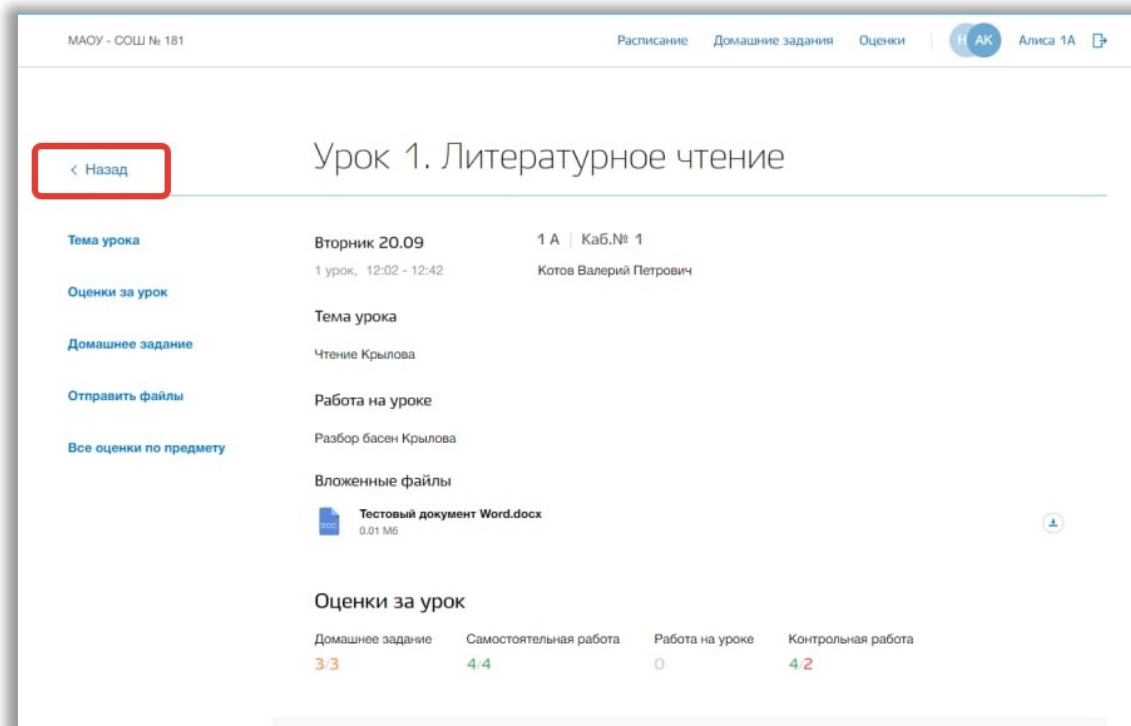 МАОУ - СОШ № 181
Расписание Домашние задания Оценки Н АК Алиса 1А
< Назад
Урок 1. Литературное чтение
Тема урока
Оценки за урок
Домашнее задание
Отправить файлы
Все оценки по предмету
Вторник 20.09 1 А | Каб.№ 1
1 урок, 12:02 - 12:42 Котов Валерий Петрович
Тема урока
Чтение Крылова
Работа на уроке
Разбор басен Крылова
Вложенные файлы
DOC Тестовый документ Word.docx
0.01 Мб
Оценки за урок
Домашнее задание Самостоятельная работа Работа на уроке Контрольная работа
3/3 4/4 0 4/2